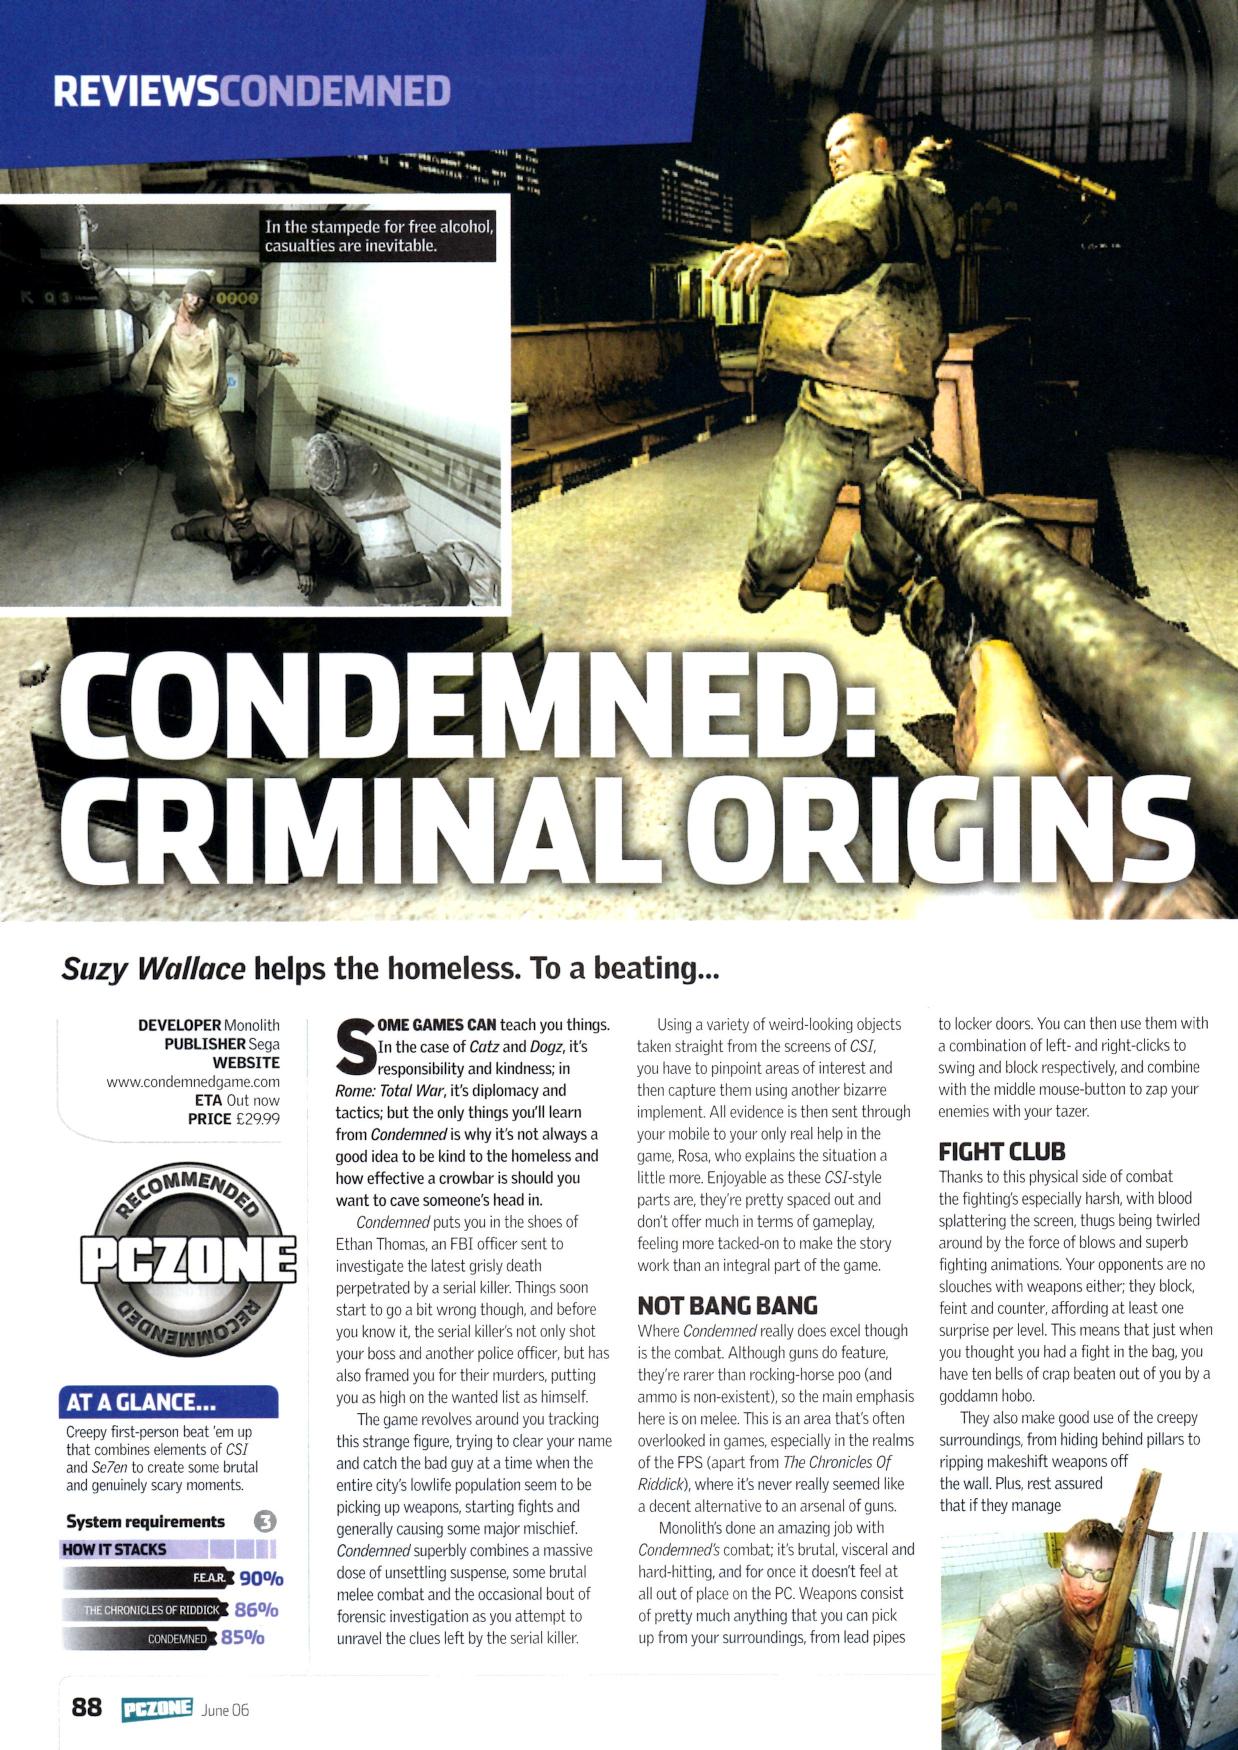 REVIEWSCONDEMNED
In the stampede for free alcohol,
casualties are inevitable.
CONDEMNED:
CRIMINAL ORIGINS
Suzy Wallace helps the homeless. To a beating...
DEVELOPER Monolith
PUBLISHER Sega
WEBSITE
www.condemnedgame.com
ETA Out now
PRICE £29.99
RECOMMENDED
PCZONE
RECOMMENDED
AT A GLANCE...
Creepy first-person beat 'em up
that combines elements of CSI
and Se7en to create some brutal
and genuinely scary moments.
System requirements 3
HOW IT STACKS
F.E.A.R. 90%
THE CHRONICLES OF RIDDICK 86%
CONDEMNED 85%
SOME GAMES CAN teach you things.
In the case of Catz and Dogz, it's
responsibility and kindness; in
Rome: Total War, it's diplomacy and
tactics; but the only things you'll learn
from Condemned is why it's not always a
good idea to be kind to the homeless and
how effective a crowbar is should you
want to cave someone's head in.
Condemned puts you in the shoes of
Ethan Thomas, an FBI officer sent to
investigate the latest grisly death
perpetrated by a serial killer. Things soon
start to go a bit wrong though, and before
you know it, the serial killer's not only shot
your boss and another police officer, but has
also framed you for their murders, putting
you as high on the wanted list as himself.
The game revolves around you tracking
this strange figure, trying to clear your name
and catch the bad guy at a time when the
entire city's lowlife population seem to be
picking up weapons, starting fights and
generally causing some major mischief.
Condemned superbly combines a massive
dose of unsettling suspense, some brutal
melee combat and the occasional bout of
forensic investigation as you attempt to
unravel the clues left by the serial killer.
Using a variety of weird-looking objects
taken straight from the screens of CSI,
you have to pinpoint areas of interest and
then capture them using another bizarre
implement. All evidence is then sent through
your mobile to your only real help in the
game, Rosa, who explains the situation a
little more. Enjoyable as these CSI-style
parts are, they're pretty spaced out and
don't offer much in terms of gameplay,
feeling more tacked-on to make the story
work than an integral part of the game.
NOT BANG BANG
Where Condemned really does excel though
is the combat. Although guns do feature,
they're rarer than rocking-horse poo (and
ammo is non-existent), so the main emphasis
here is on melee. This is an area that's often
overlooked in games, especially in the realms
of the FPS (apart from The Chronicles Of
Riddick), where it's never really seemed like
a decent alternative to an arsenal of guns.
Monolith's done an amazing job with
Condemned's combat; it's brutal, visceral and
hard-hitting, and for once it doesn't feel at
all out of place on the PC. Weapons consist
of pretty much anything that you can pick
up from your surroundings, from lead pipes
to locker doors. You can then use them with
a combination of left- and right-clicks to
swing and block respectively, and combine
with the middle mouse-button to zap your
enemies with your tazer.
FIGHT CLUB
Thanks to this physical side of combat
the fighting's especially harsh, with blood
splattering the screen, thugs being twirled
around by the force of blows and superb
fighting animations. Your opponents are no
slouches with weapons either; they block,
feint and counter, affording at least one
surprise per level. This means that just when
you thought you had a fight in the bag, you
have ten bells of crap beaten out of you by a
goddamn hobo.
They also make good use of the creepy
surroundings, from hiding behind pillars to
ripping makeshift weapons off
the wall. Plus, rest assured
that if they manage
88 PCZONE June 06